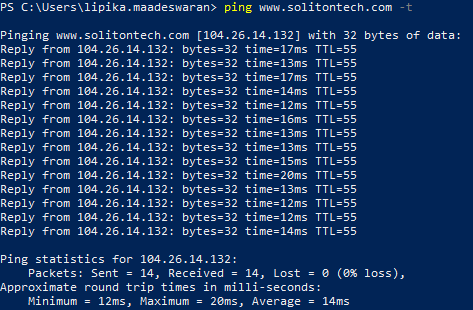 PS C:\Users\lipika.maadeswaran> ping www.solitontech.com -t
Pinging www.solitontech.com [104.26.14.132] with 32 bytes of data:
Reply from 104.26.14.132: bytes=32 time=17ms TTL=55
Reply from 104.26.14.132: bytes=32 time=13ms TTL=55
Reply from 104.26.14.132: bytes=32 time=17ms TTL=55
Reply from 104.26.14.132: bytes=32 time=14ms TTL=55
Reply from 104.26.14.132: bytes=32 time=12ms TTL=55
Reply from 104.26.14.132: bytes=32 time=16ms TTL=55
Reply from 104.26.14.132: bytes=32 time=13ms TTL=55
Reply from 104.26.14.132: bytes=32 time=13ms TTL=55
Reply from 104.26.14.132: bytes=32 time=15ms TTL=55
Reply from 104.26.14.132: bytes=32 time=20ms TTL=55
Reply from 104.26.14.132: bytes=32 time=13ms TTL=55
Reply from 104.26.14.132: bytes=32 time=12ms TTL=55
Reply from 104.26.14.132: bytes=32 time=12ms TTL=55
Reply from 104.26.14.132: bytes=32 time=14ms TTL=55
Ping statistics for 104.26.14.132:
Packets: Sent = 14, Received = 14, Lost = 0 (0% loss),
Approximate round trip times in milli-seconds:
Minimum = 12ms, Maximum = 20ms, Average = 14ms